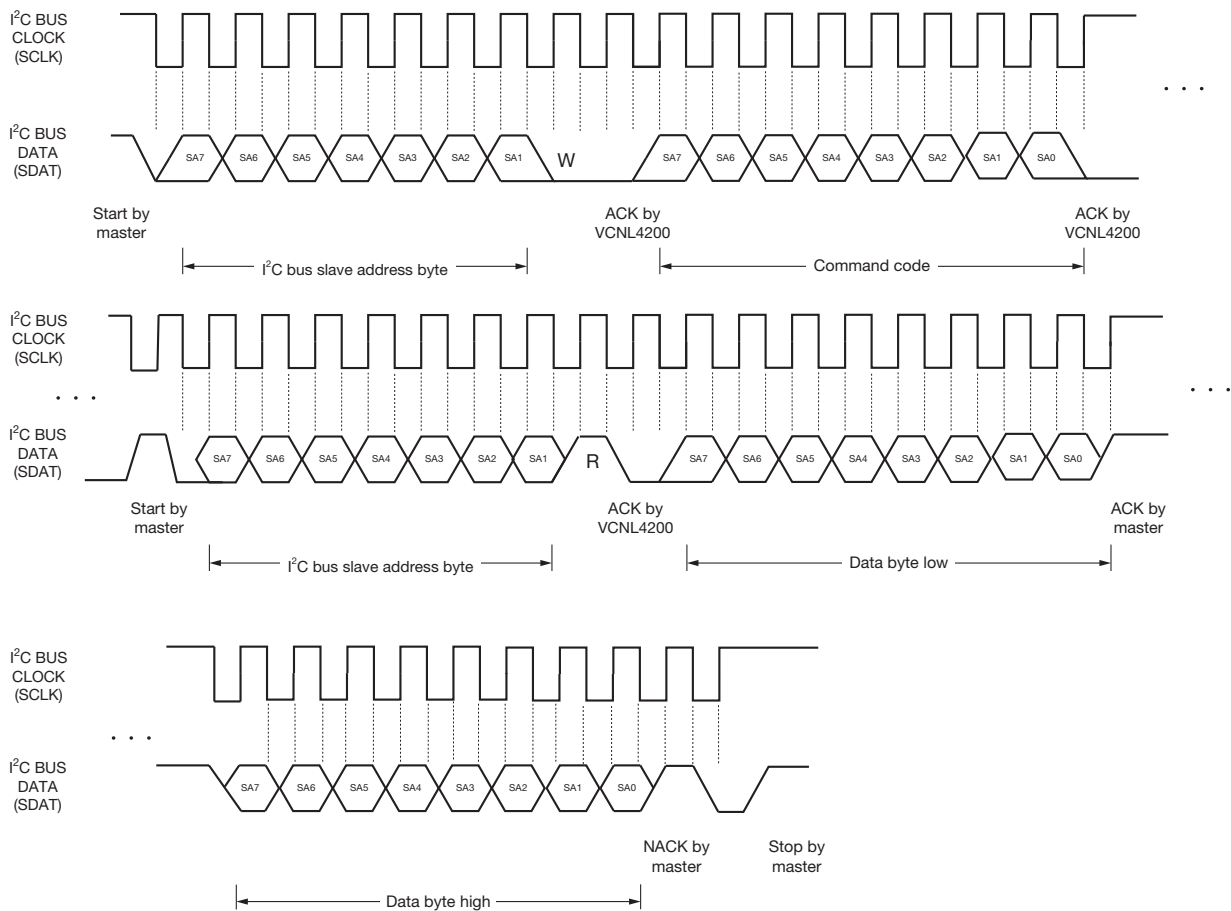 I²C BUS
CLOCK
(SCLK)
. . .
I²C BUS
DATA
(SDAT)
SA7 SA6 SA5 SA4 SA3 SA2 SA1 W SA7 SA6 SA5 SA4 SA3 SA2 SA1 SA0
Start by
master
ACK by
VCNL4200
ACK by
VCNL4200
I²C bus slave address byte
Command code
I²C BUS
CLOCK
(SCLK)
. . .
. . .
I²C BUS
DATA
(SDAT)
SA7 SA6 SA5 SA4 SA3 SA2 SA1 R SA7 SA6 SA5 SA4 SA3 SA2 SA1 SA0
Start by
master
ACK by
VCNL4200
ACK by
master
I²C bus slave address byte
Data byte low
I²C BUS
CLOCK
(SCLK)
. . .
I²C BUS
DATA
(SDAT)
SA7 SA6 SA5 SA4 SA3 SA2 SA1 SA0
NACK by
master
Stop by
master
Data byte high